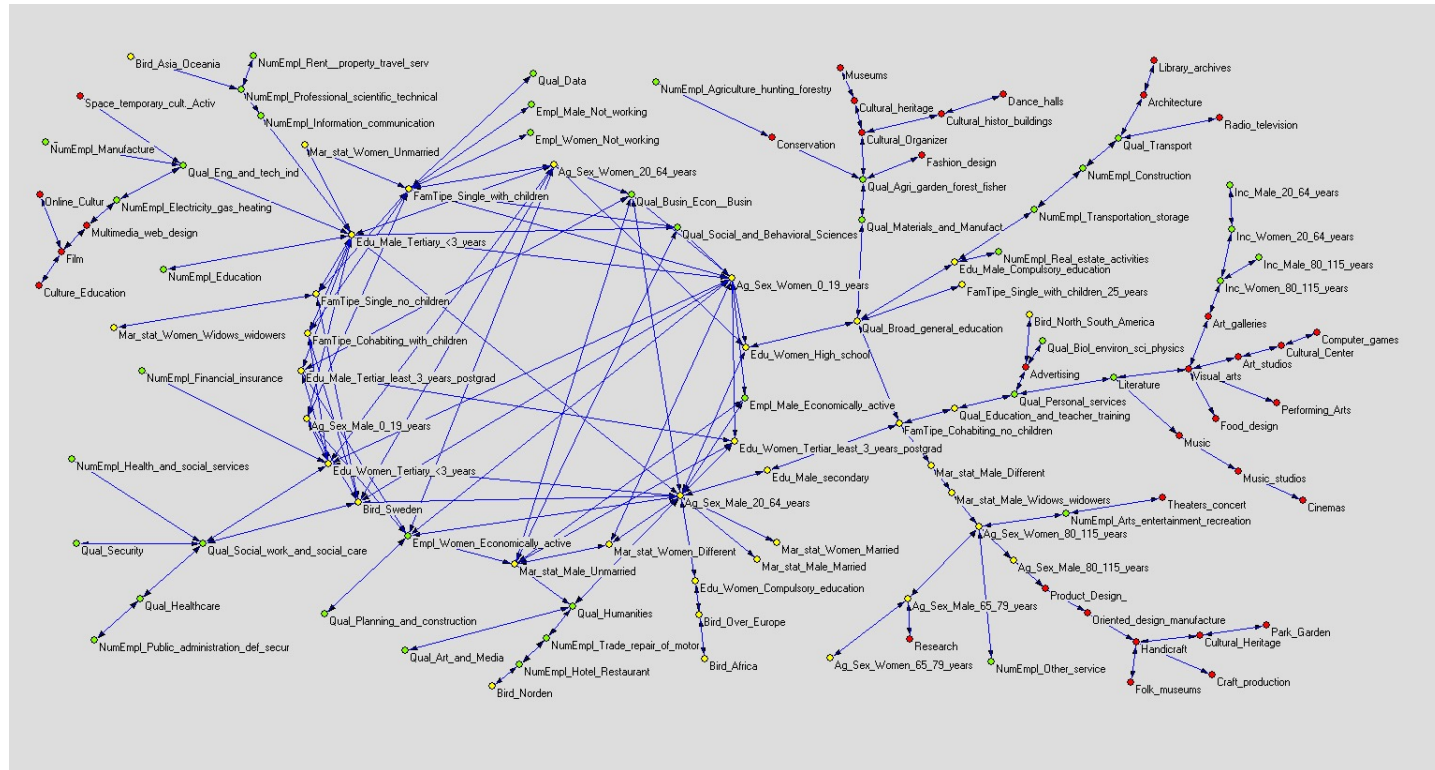 Bird_Asia_Oceania
NumEmpl_Rent__property_travel_serv
Space_temporary_cult._Activ
NumEmpl_Professional_scientific_technical
NumEmpl_Information_communication
NumEmpl_Manufacture
Mar_stat_Women_Unmarried
Qual_Eng_and_tech_ind
Online_Cultur
NumEmpl_Electricity_gas_heating
Multimedia_web_design
Film
Culture_Education
NumEmpl_Education
Qual_Data
Empl_Male_Not_working
Empl_Women_Not_working
Ag_Sex_Women_20_64_years
FamTipe_Single_with_children
Qual_Busin_Econ__Busin
Edu_Male_Tertiary_<3_years
Qual_Social_and_Behavioral_Sciences
Ag_Sex_Women_0_19_years
FamTipe_Single_no_children
Mar_stat_Women_Widows_widowers
FamTipe_Cohabiting_with_children
Edu_Women_High_school
NumEmpl_Financial_insurance
Edu_Male_Tertiar_least_3_years_postgrad
Empl_Male_Economically_active
Ag_Sex_Male_0_19_years
Edu_Women_Tertiar_least_3_years_postgrad
NumEmpl_Health_and_social_services
Edu_Women_Tertiary_<3_years
Edu_Male_secondary
Bird_Sweden
Ag_Sex_Male_20_64_years
Qual_Security
Qual_Social_work_and_social_care
Empl_Women_Economically_active
Mar_stat_Women_Different
Mar_stat_Women_Married
Mar_stat_Male_Married
Mar_stat_Male_Unmarried
Edu_Women_Compulsory_education
Qual_Healthcare
Qual_Planning_and_construction
Qual_Humanities
Bird_Over_Europe
NumEmpl_Public_administration_def_secur
NumEmpl_Trade_repair_of_motor
Qual_Art_and_Media
Bird_Africa
NumEmpl_Hotel_Restaurant
Bird_Norden
NumEmpl_Agriculture_hunting_forestry
Museums
Cultural_heritage
Dance_halls
Cultural_histor_buildings
Cultural_Organizer
Conservation
Fashion_design
Qual_Agri_garden_forest_fisher
Qual_Materials_and_Manufact
Library_archives
Architecture
Radio_television
Qual_Transport
NumEmpl_Construction
NumEmpl_Transportation_storage
NumEmpl_Real_estate_activities
Edu_Male_Compulsory_education
FamTipe_Single_with_children_25_years
Qual_Broad_general_education
Inc_Male_20_64_years
Inc_Women_20_64_years
Inc_Male_80_115_years
Inc_Women_80_115_years
Bird_North_South_America
Art_galleries
Computer_games
Qual_Biol_environ_sci_physics
Cultural_Center
Art_studios
Advertising
Visual_arts
Literature
Qual_Personal_services
Performing_Arts
Qual_Education_and_teacher_training
Food_design
FamTipe_Cohabiting_no_children
Music
Mar_stat_Male_Different
Music_studios
Mar_stat_Male_Widows_widowers
Theaters_concert
Cinemas
NumEmpl_Arts_entertainment_recreation
Ag_Sex_Women_80_115_years
Ag_Sex_Male_80_115_years
Product_Design_
Ag_Sex_Male_65_79_years
Oriented_design_manufacture
Park_Garden
Research
Cultural_Heritage
Handicraft
Ag_Sex_Women_65_79_years
NumEmpl_Other_service
Craft_production
Folk_museums